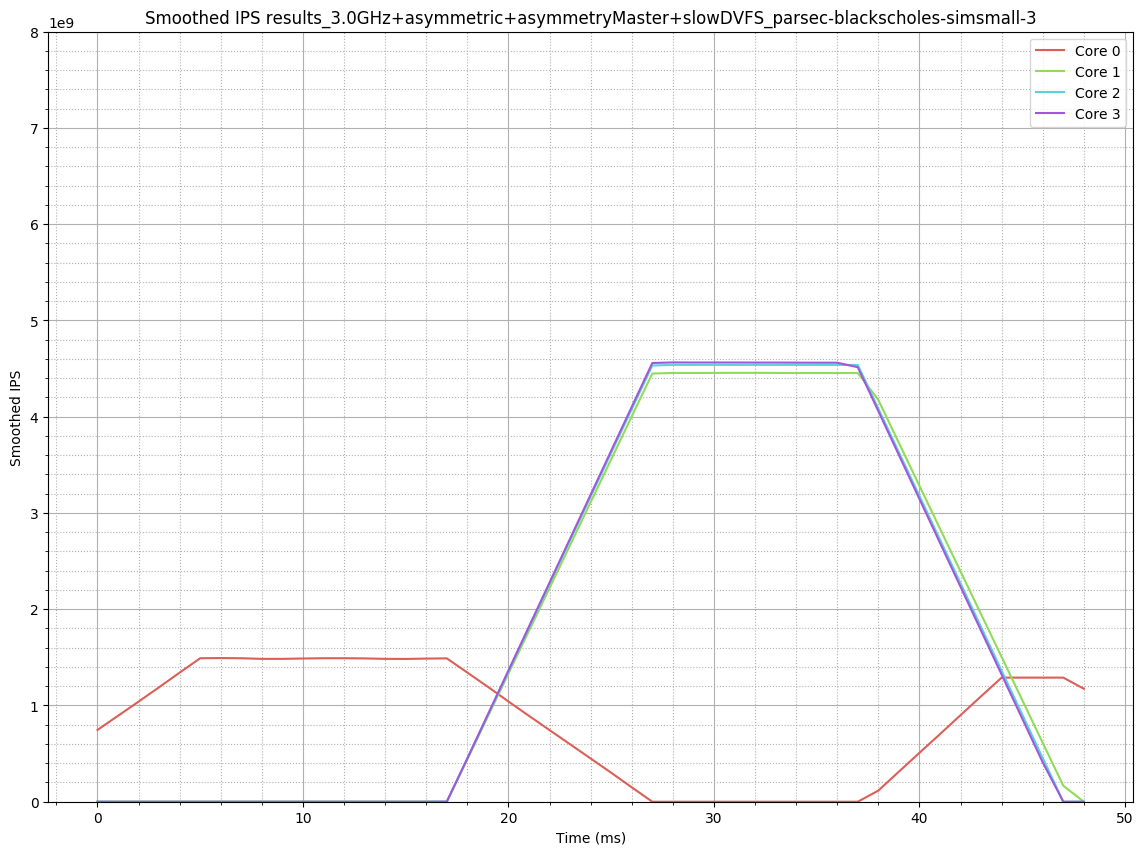 Smoothed IPS results_3.0GHz+asymmetric+asymmetryMaster+slowDVFS_parsec-blackscholes-simsmall-3
1e9
8
7
6
5
4
3
2
1
0
Smoothed IPS
Core 0
Core 1
Core 2
Core 3
0 10 20 30 40 50
Time (ms)